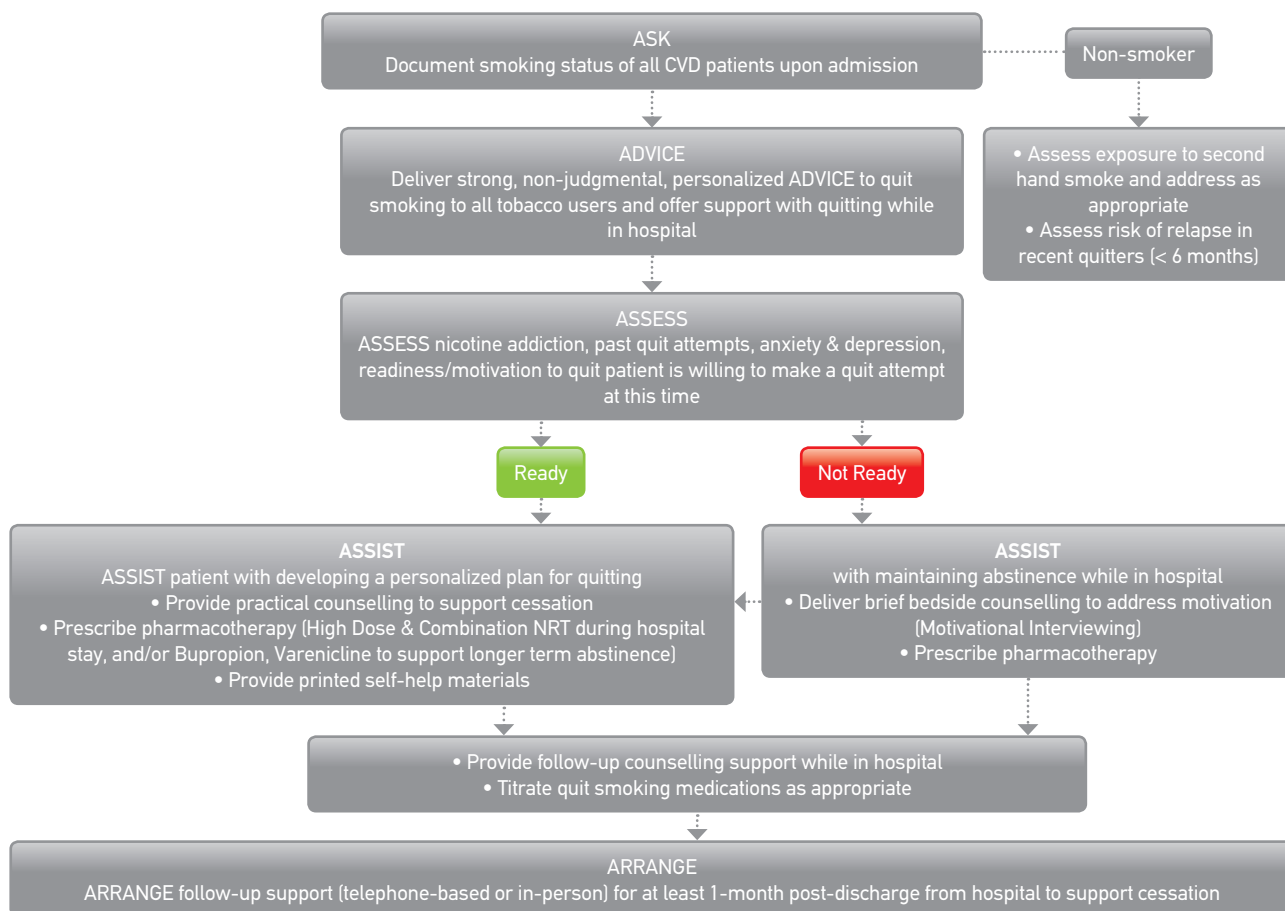 ASK
Document smoking status of all CVD patients upon admission
Non-smoker
ADVICE
Deliver strong, non-judgmental, personalized ADVICE to quit
smoking to all tobacco users and offer support with quitting while
in hospital
• Assess exposure to second
hand smoke and address as
appropriate
• Assess risk of relapse in
recent quitters (< 6 months)
ASSESS
ASSESS nicotine addiction, past quit attempts, anxiety & depression,
readiness/motivation to quit patient is willing to make a quit attempt
at this time
Ready
Not Ready
ASSIST
ASSIST patient with developing a personalized plan for quitting
• Provide practical counselling to support cessation
• Prescribe pharmacotherapy (High Dose & Combination NRT during hospital
stay, and/or Bupropion, Varenicline to support longer term abstinence)
• Provide printed self-help materials
ASSIST
with maintaining abstinence while in hospital
• Deliver brief bedside counselling to address motivation
(Motivational Interviewing)
• Prescribe pharmacotherapy
• Provide follow-up counselling support while in hospital
• Titrate quit smoking medications as appropriate
ARRANGE
ARRANGE follow-up support (telephone-based or in-person) for at least 1-month post-discharge from hospital to support cessation